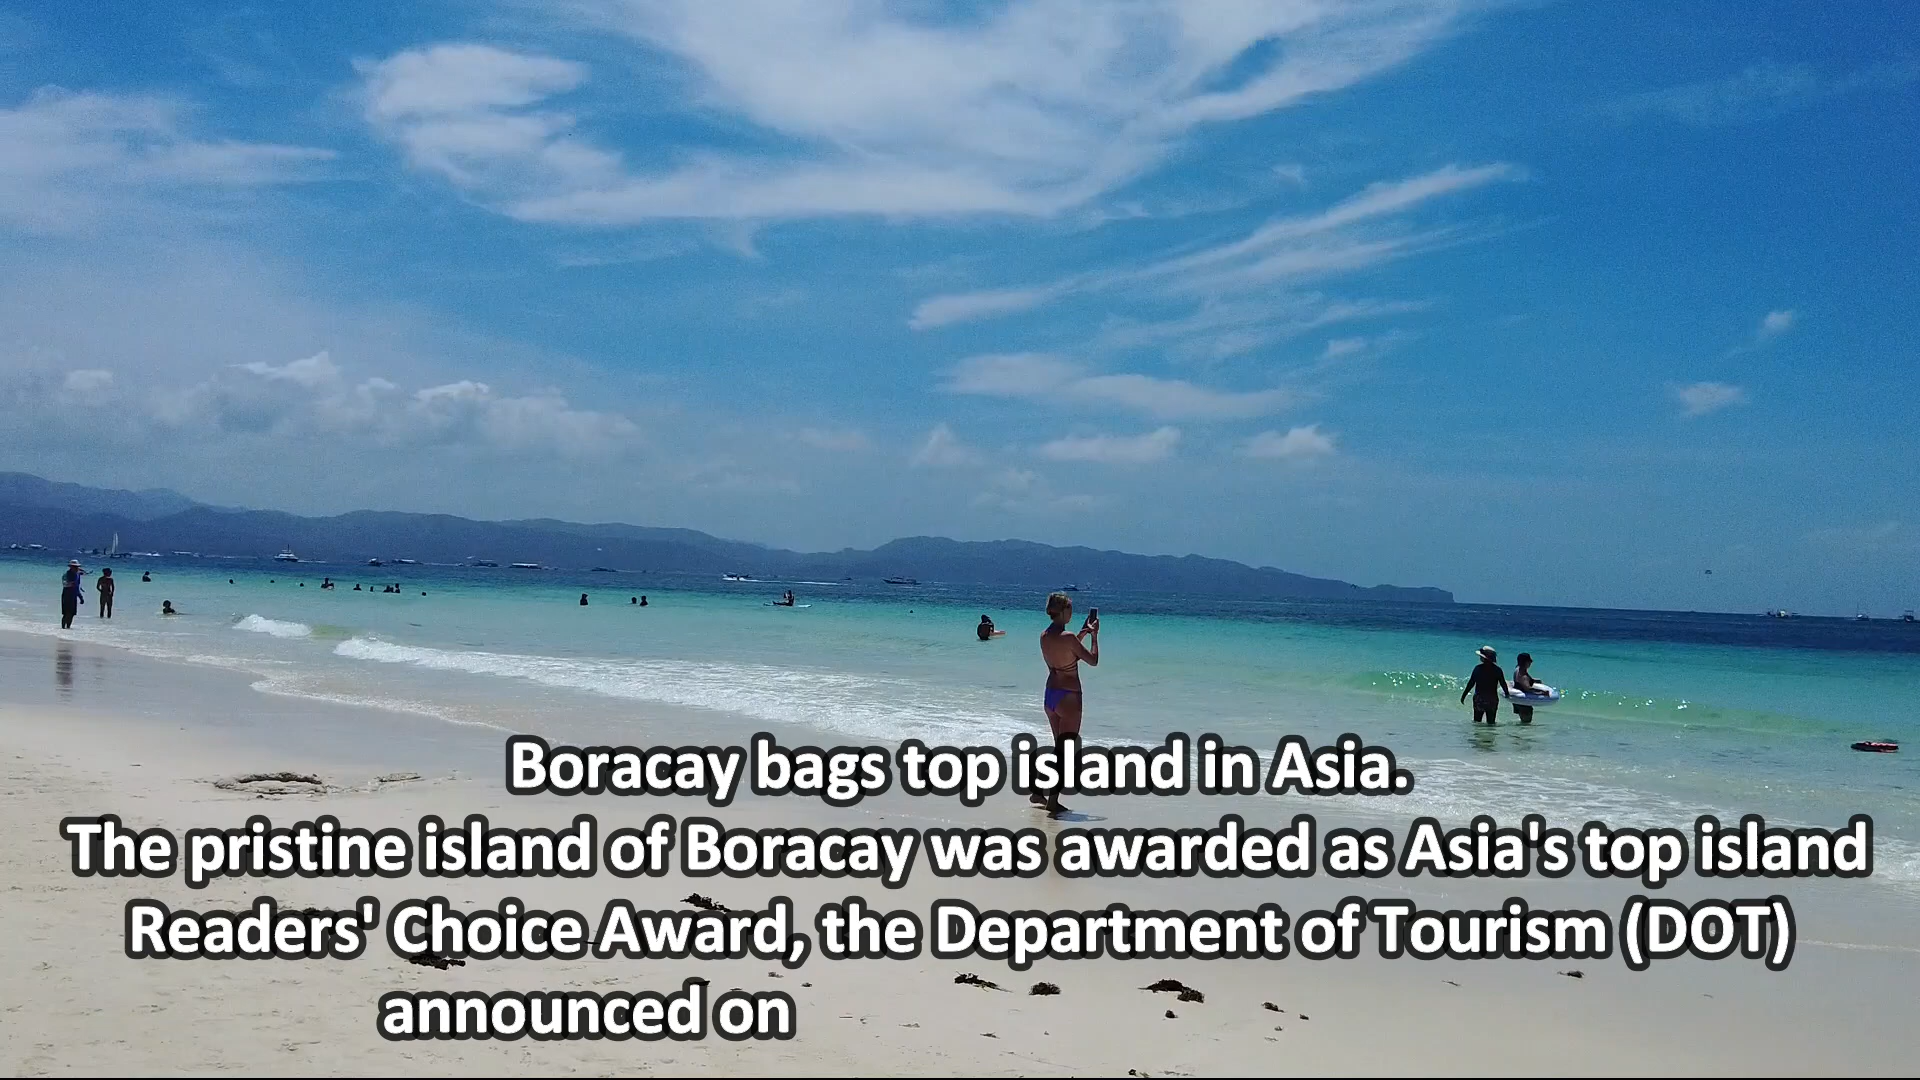 Boracay bags top island in Asia.
The pristine island of Boracay was awarded as Asia's top island
Readers' Choice Award, the Department of Tourism (DOT)
announced on